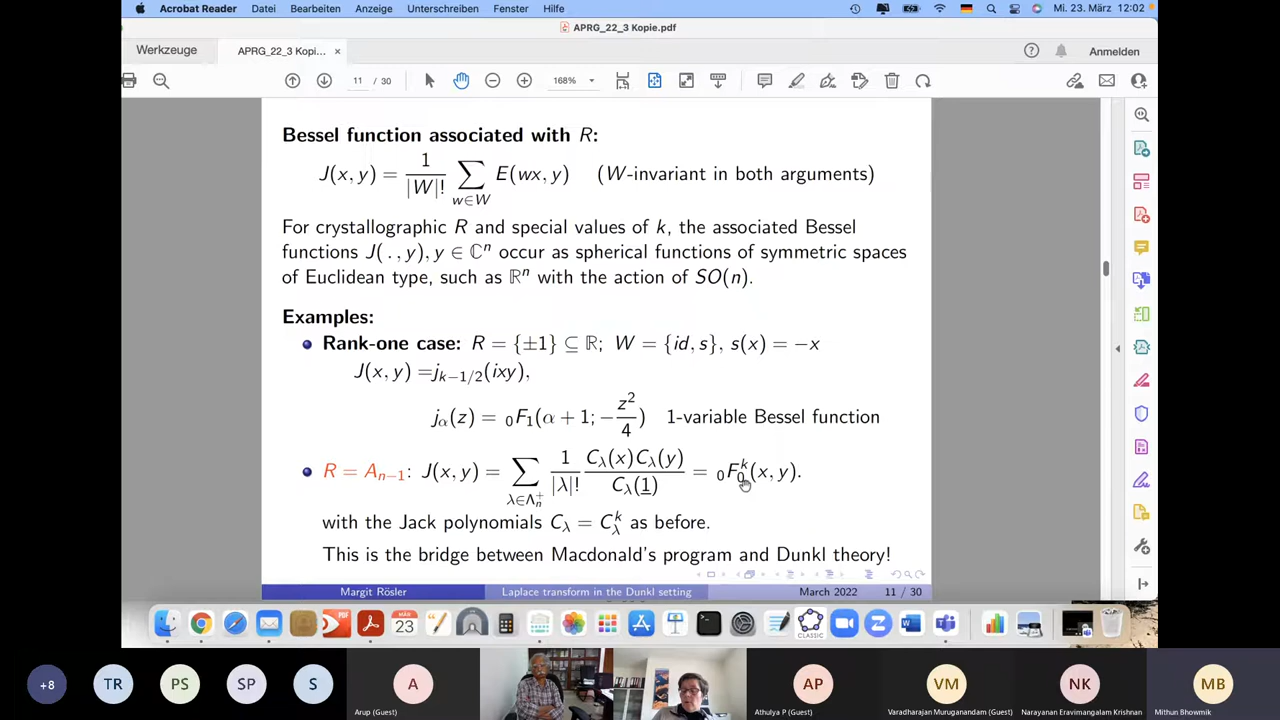 Acrobat Reader Datei Bearbeiten Anzeige Unterschreiben Fenster Hilfe Mi. 23. März 12:02
APRG_22_3 Kopie.pdf
Werkzeuge APRG_22_3 Kopi... × Anmelden
11 / 30 168%
Bessel function associated with R:
J(x, y) = 1/|W|! ∑_{w∈W} E(wx, y) (W-invariant in both arguments)
For crystallographic R and special values of k, the associated Bessel
functions J( . , y), y ∈ ℂⁿ occur as spherical functions of symmetric spaces
of Euclidean type, such as ℝⁿ with the action of SO(n).
Examples:
Rank-one case: R = {±1} ⊆ ℝ; W = {id, s}, s(x) = −x
J(x, y) = j_{k−1/2}(ixy),
j_α(z) = ₀F₁(α + 1; −z²/4) 1-variable Bessel function
R = A_{n−1}: J(x, y) = ∑_{λ∈Λ_n^+} 1/|λ|! C_λ(x)C_λ(y)/C_λ(1) = ₀F₀^k(x, y).
with the Jack polynomials C_λ = C_λ^k as before.
This is the bridge between Macdonald's program and Dunkl theory!
Margit Rösler Laplace transform in the Dunkl setting March 2022 11 / 30
MÄR
23
CLASSIC
PDF
+8 TR PS SP S A AP VM NK MB
Arup (Guest) Athulya P (Guest) Varadharajan Muruganandam (Guest) Narayanan Eravimangalam Krishnan Mithun Bhowmik